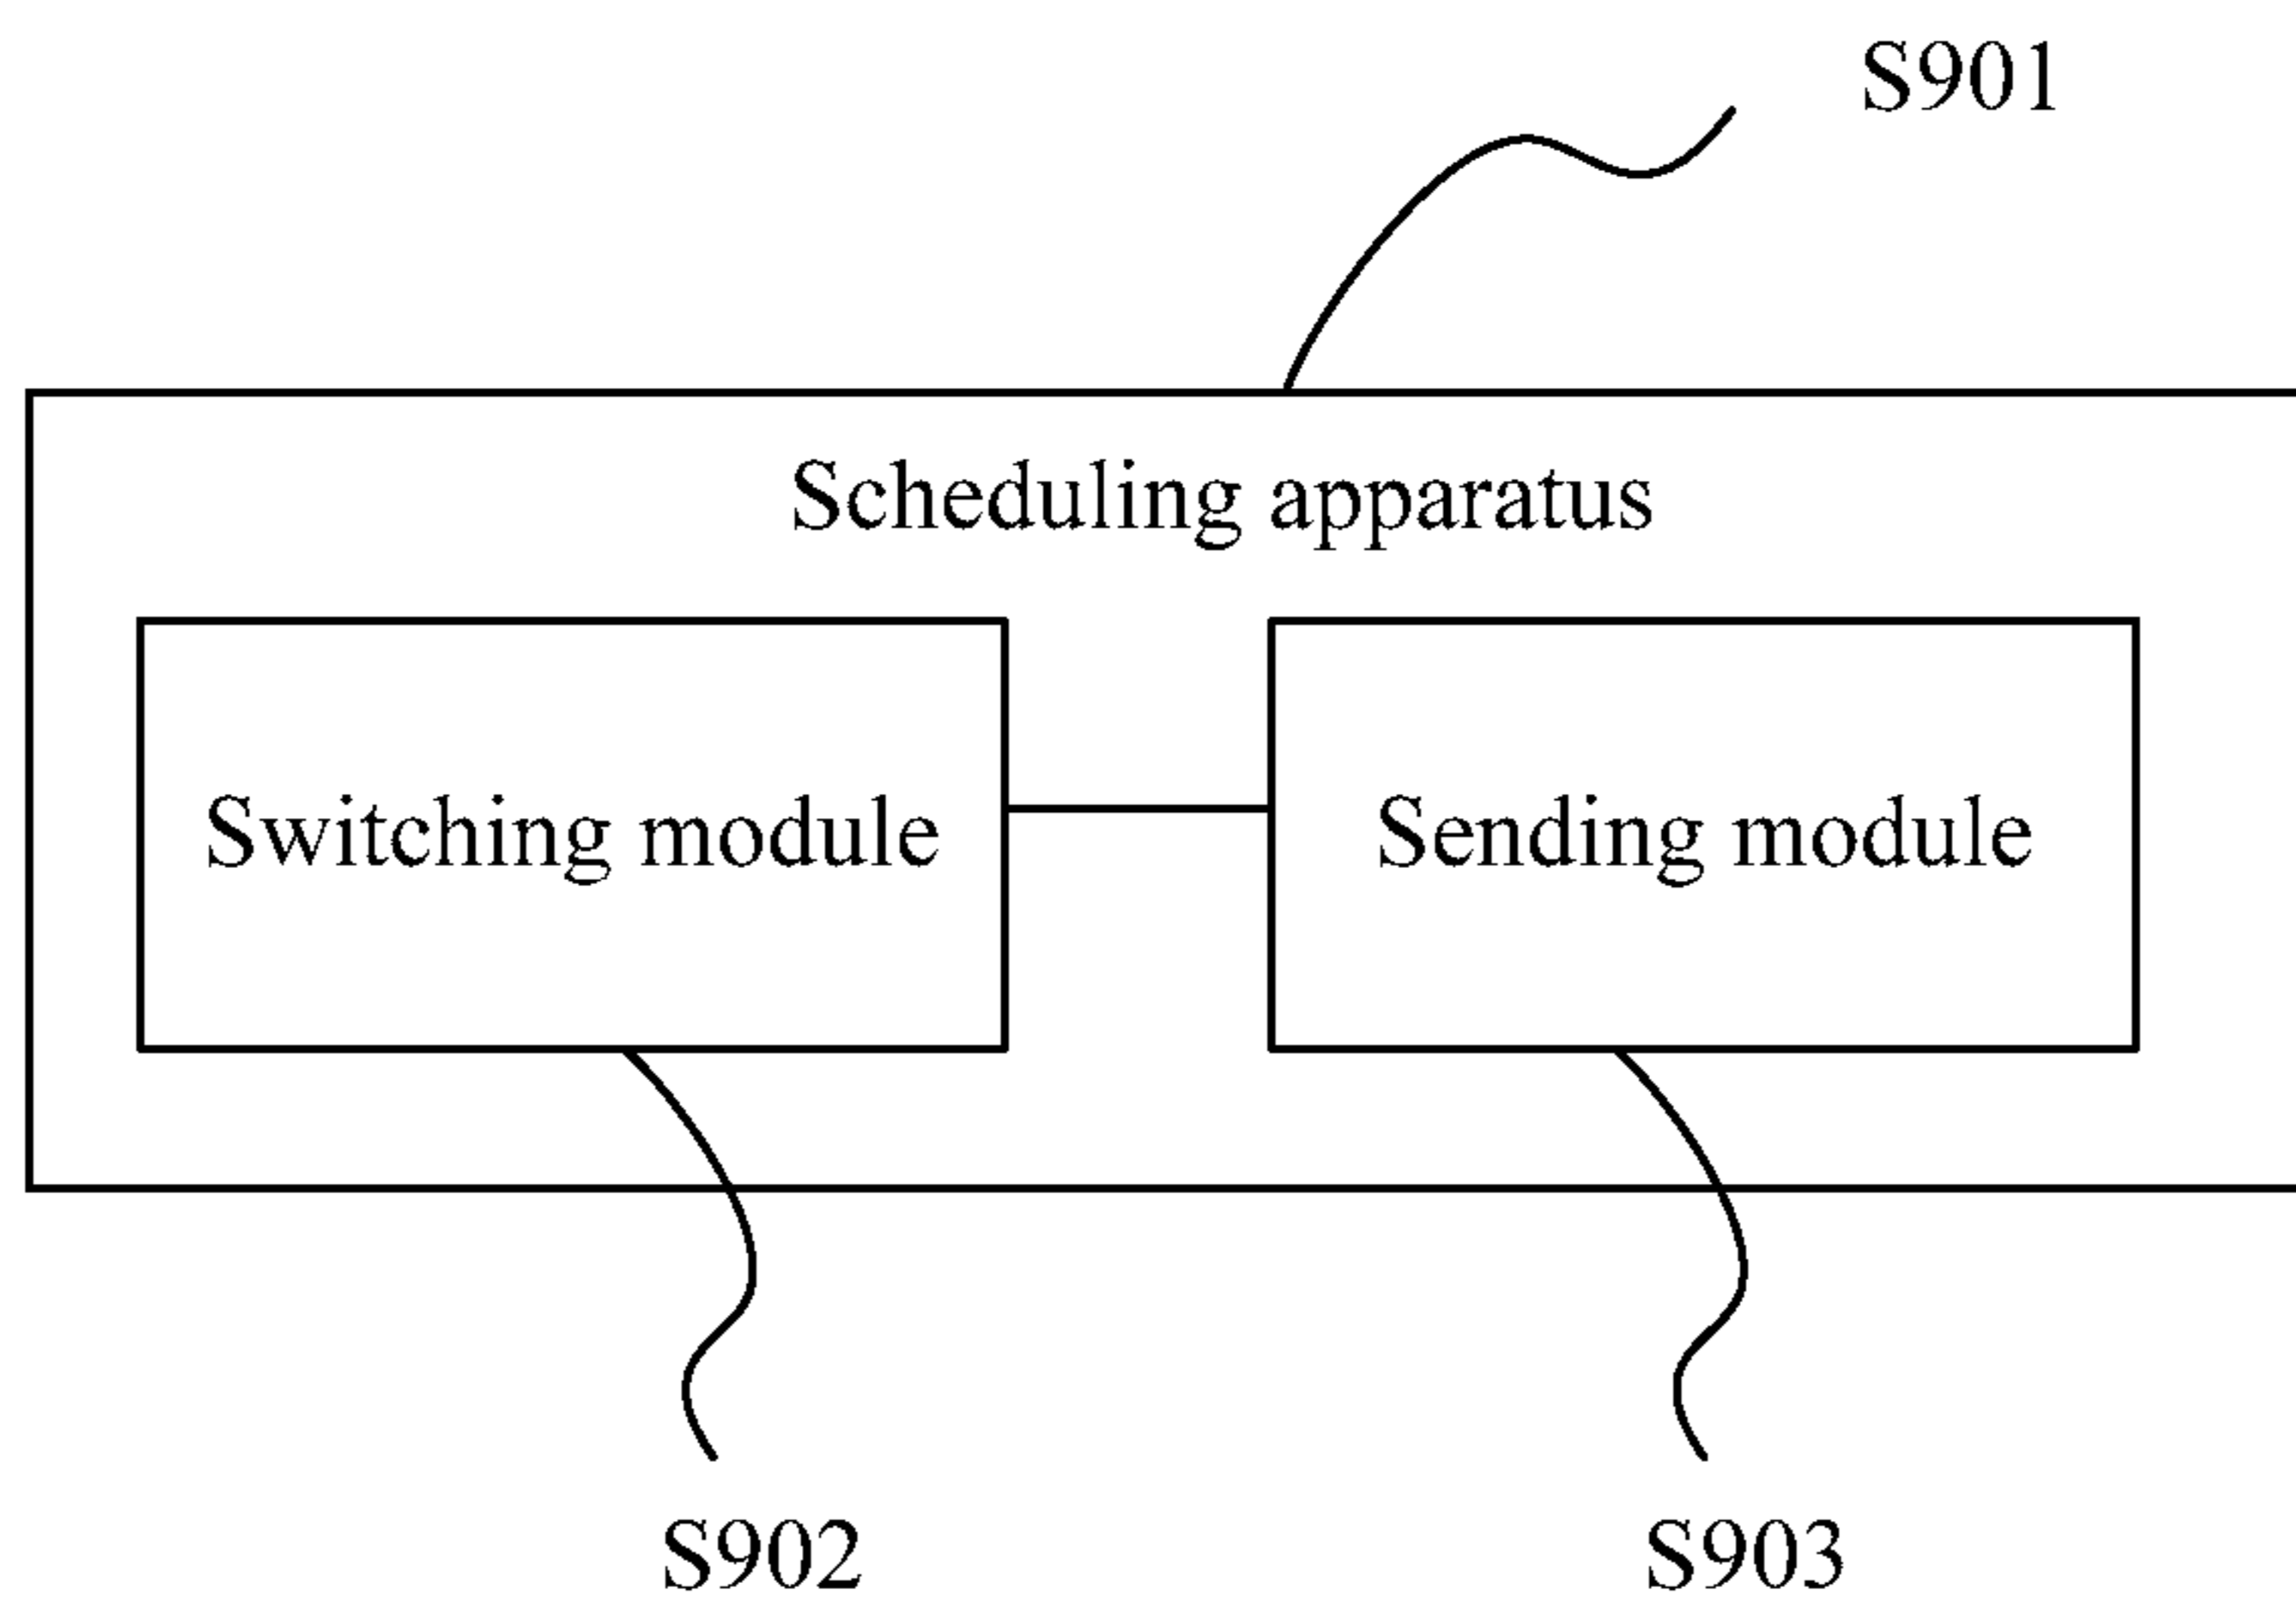 S901
Scheduling apparatus
Switching module
Sending module
S902
S903